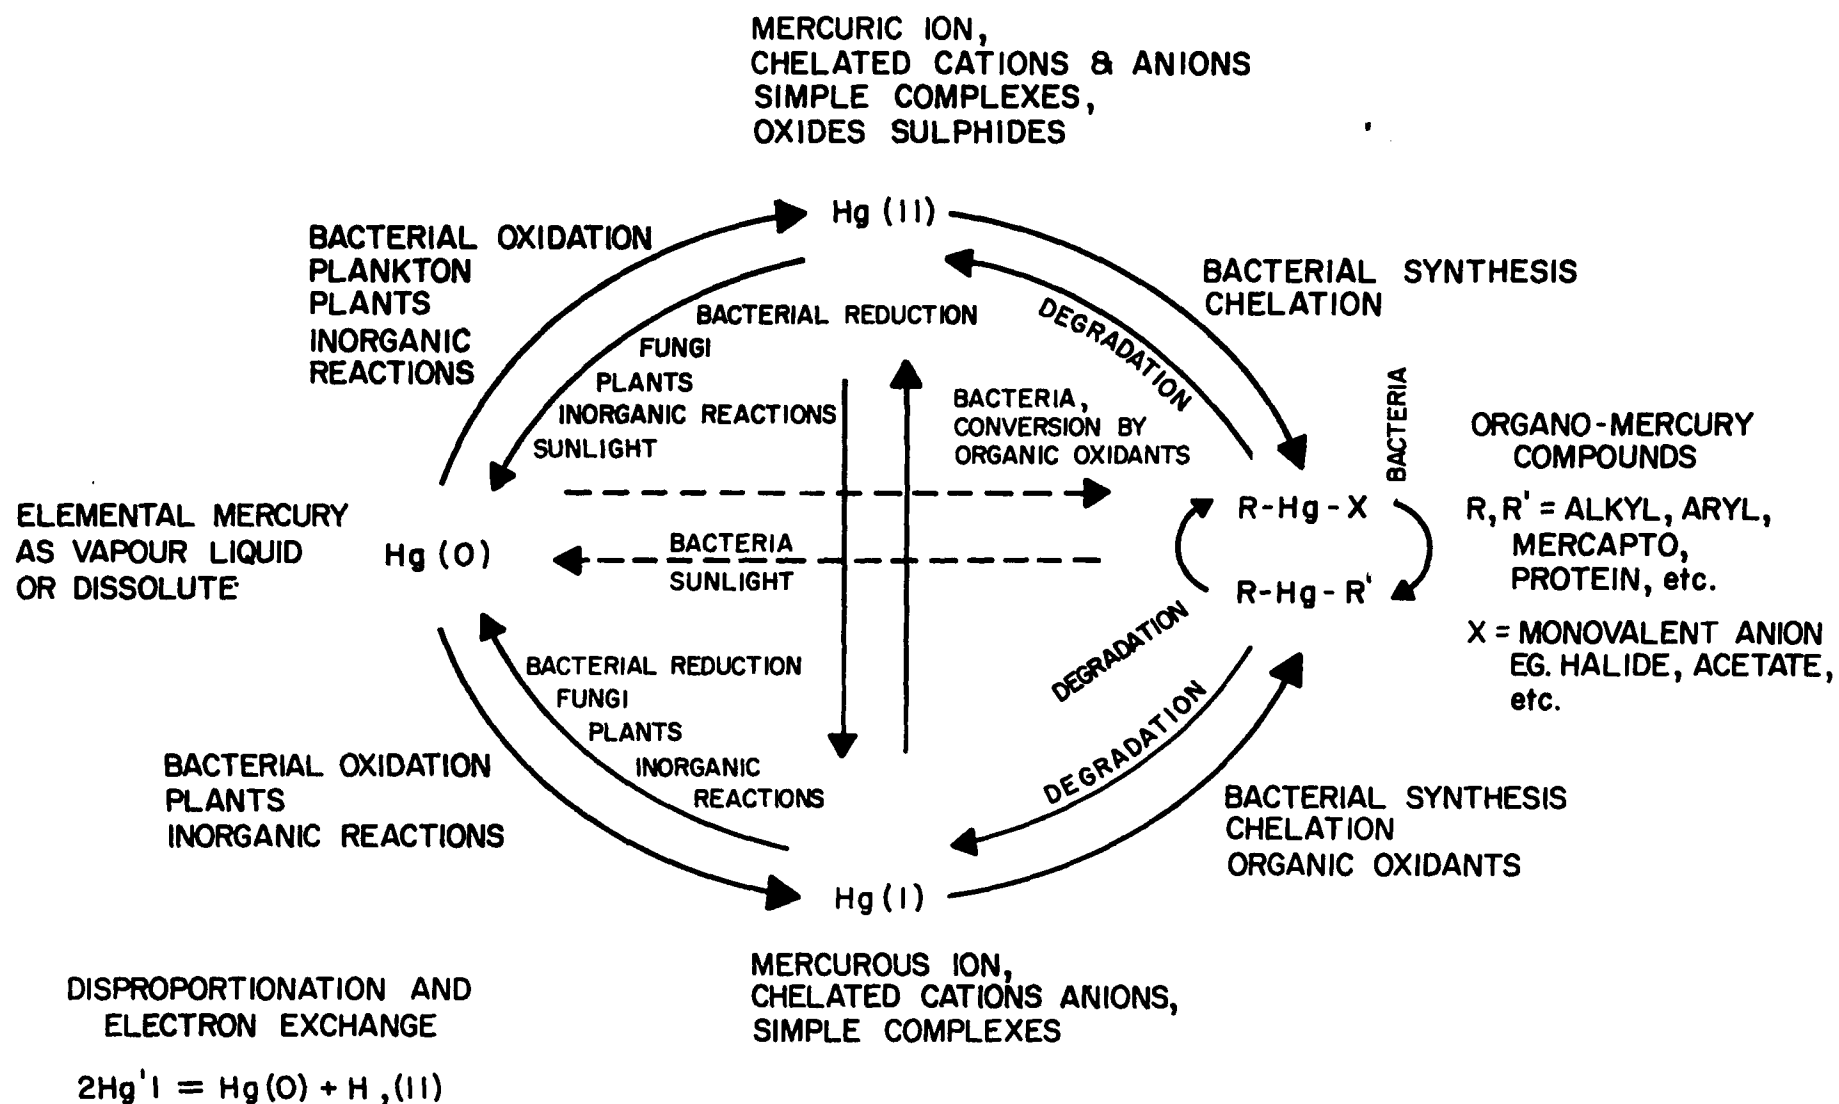 MERCURIC ION,
CHELATED CATIONS & ANIONS
SIMPLE COMPLEXES,
OXIDES SULPHIDES
Hg (II)
BACTERIAL OXIDATION
PLANKTON
PLANTS
INORGANIC
REACTIONS
BACTERIAL SYNTHESIS
CHELATION
DEGRADATION
BACTERIAL REDUCTION
FUNGI
PLANTS
INORGANIC REACTIONS
SUNLIGHT
BACTERIA,
CONVERSION BY
ORGANIC OXIDANTS
BACTERIA
ORGANO-MERCURY
COMPOUNDS
R, R' = ALKYL, ARYL,
MERCAPTO,
PROTEIN, etc.
X = MONOVALENT ANION
EG. HALIDE, ACETATE,
etc.
R-Hg-X
R-Hg-R'
ELEMENTAL MERCURY
AS VAPOUR LIQUID
OR DISSOLUTE
Hg (0)
BACTERIA
SUNLIGHT
DEGRADATION
DEGRADATION
BACTERIAL REDUCTION
FUNGI
PLANTS
INORGANIC
REACTIONS
BACTERIAL OXIDATION
PLANTS
INORGANIC REACTIONS
BACTERIAL SYNTHESIS
CHELATION
ORGANIC OXIDANTS
Hg (I)
MERCUROUS ION,
CHELATED CATIONS ANIONS,
SIMPLE COMPLEXES
DISPROPORTIONATION AND
ELECTRON EXCHANGE
2Hg'I = Hg(0) + H ,(II)